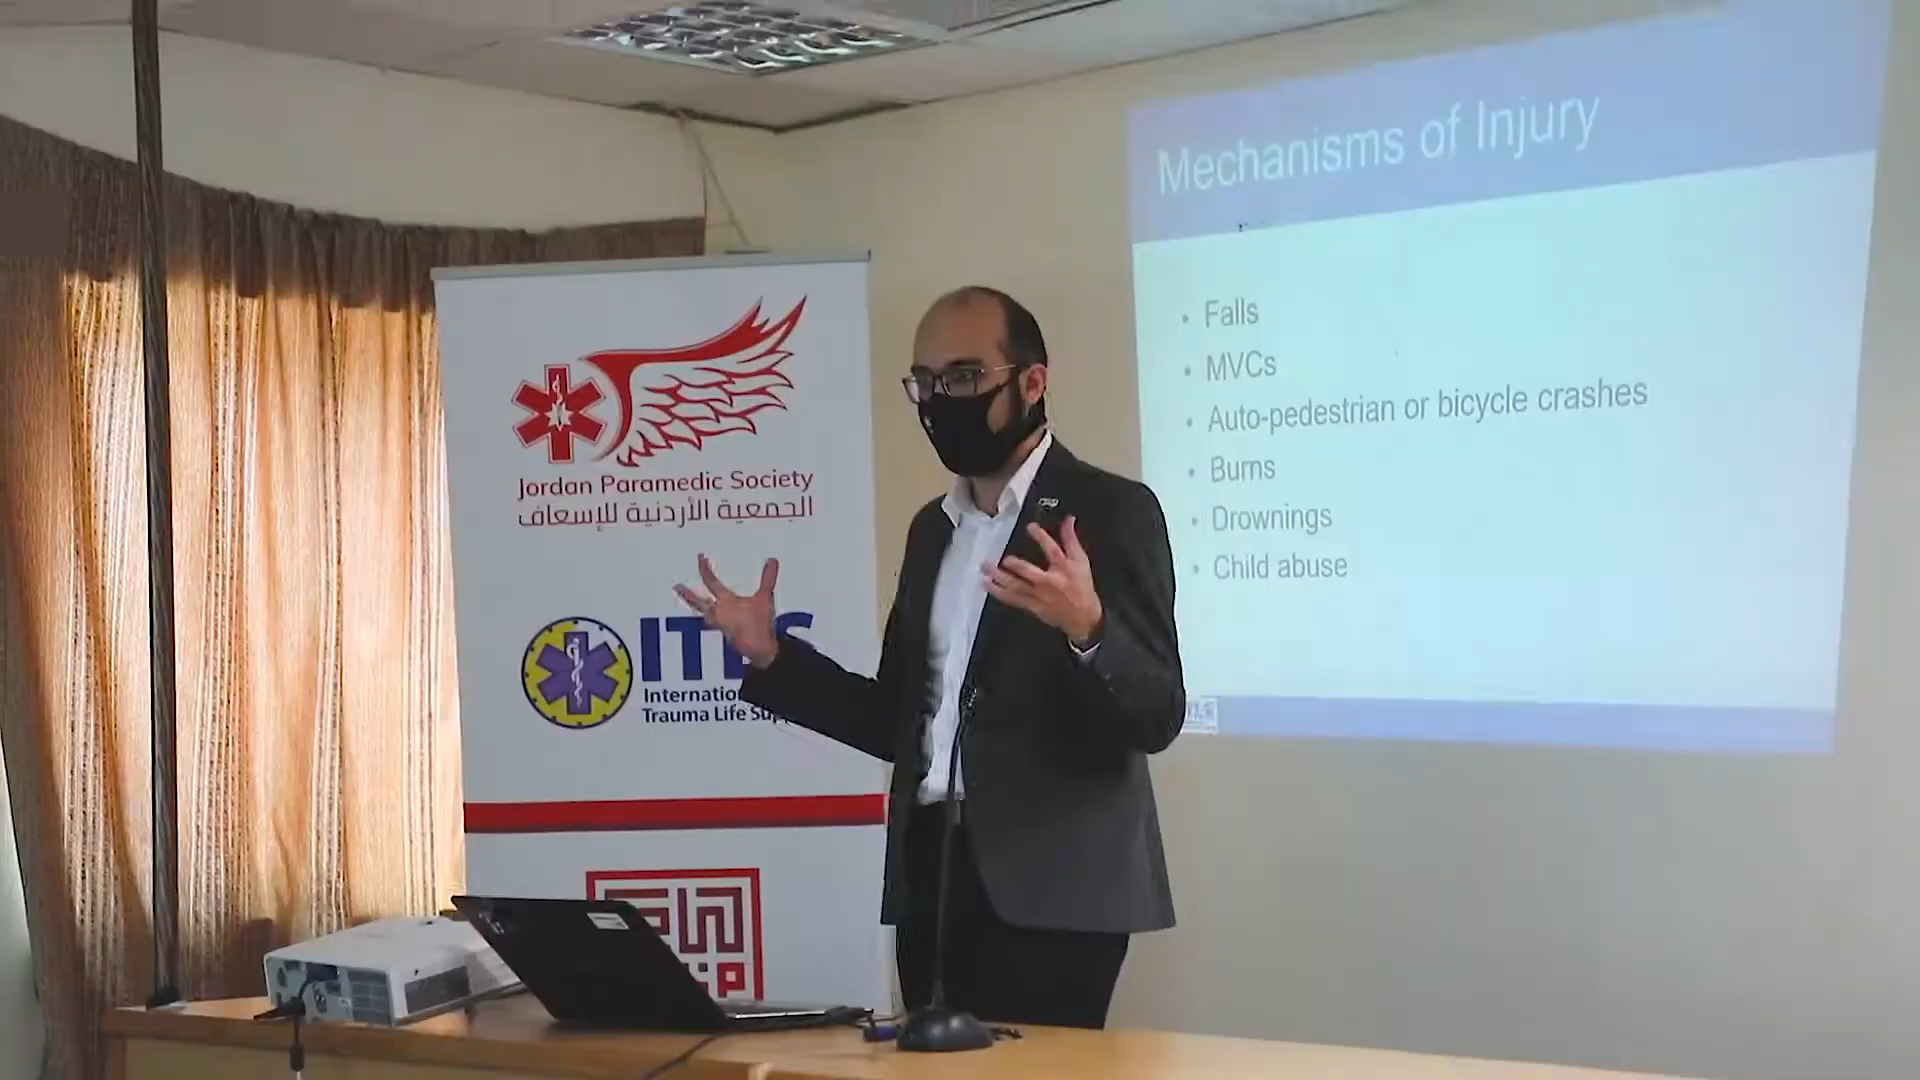 Mechanisms of Injury
• Falls
• MVCs
• Auto-pedestrian or bicycle crashes
• Burns
• Drownings
• Child abuse
Jordan Paramedic Society
الجمعية الأردنية للإسعاف
Trauma Life